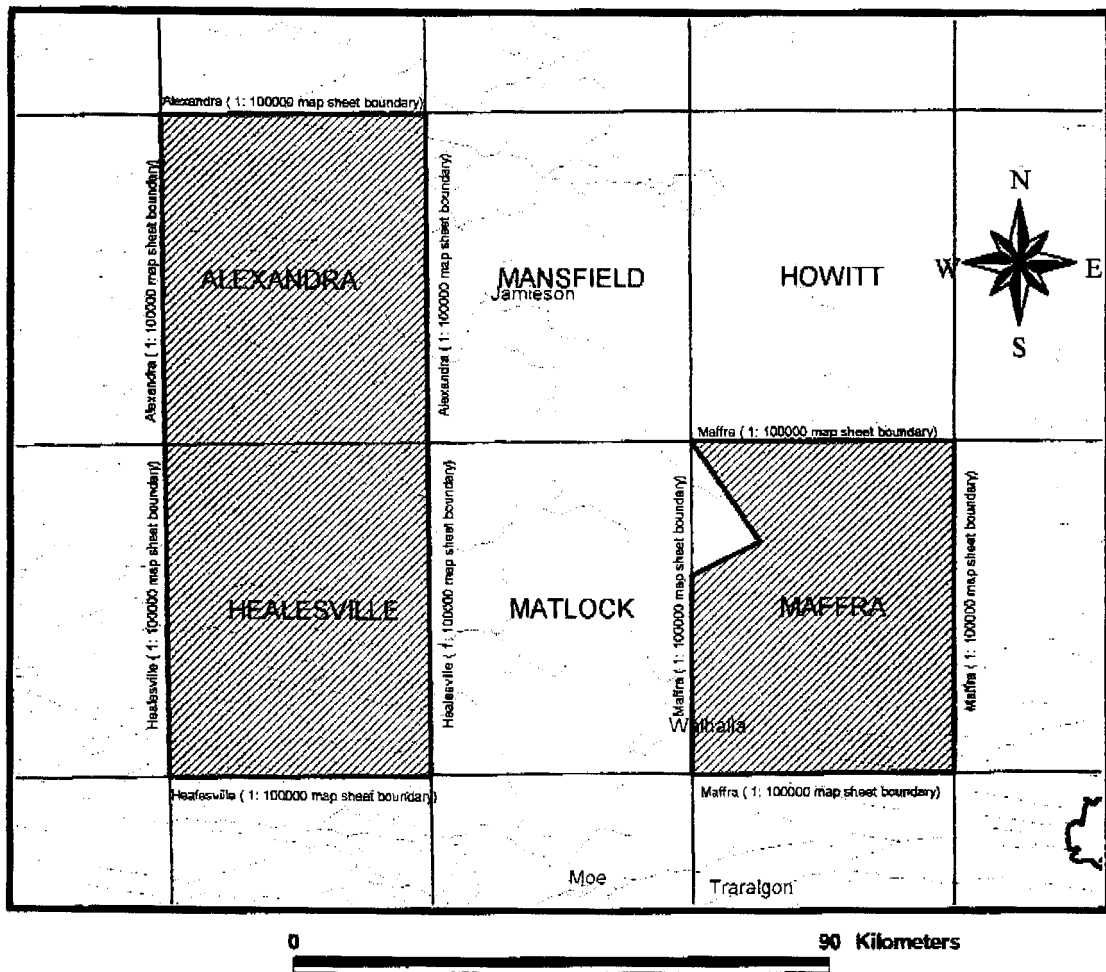 Alexandra ( 1: 100000 map sheet boundary)
Alexandra ( 1: 100000 map sheet boundary)
Alexandra ( 1: 100000 map sheet boundary)
N
W
E
S
ALEXANDRA
MANSFIELD
Jamieson
HOWITT
Maffra ( 1: 100000 map sheet boundary)
Healesville ( 1: 100000 map sheet boundary)
Healesville ( 1: 100000 map sheet boundary)
Maffra ( 1: 100000 map sheet boundary)
Maffra ( 1: 100000 map sheet boundary)
HEALESVILLE
MATLOCK
MAFFRA
Walhalla
Healesville ( 1: 100000 map sheet boundary)
Maffra ( 1: 100000 map sheet boundary)
Moe
Traralgon
0
90 Kilometers